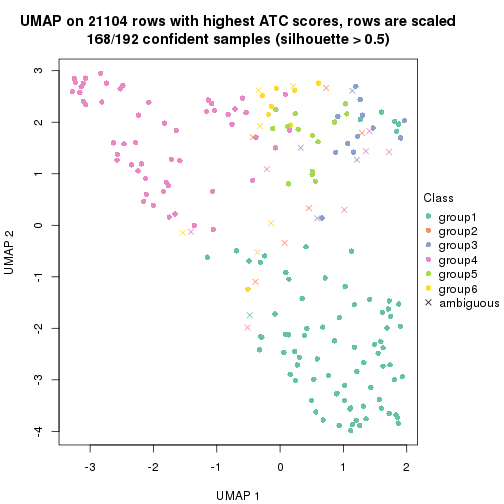 UMAP on 21104 rows with highest ATC scores, rows are scaled
168/192 confident samples (silhouette > 0.5)
UMAP 2
3
2
1
0
-1
-2
-3
-4
-3
-2
-1
0
1
2
UMAP 1
Class
group1
group2
group3
group4
group5
group6
ambiguous